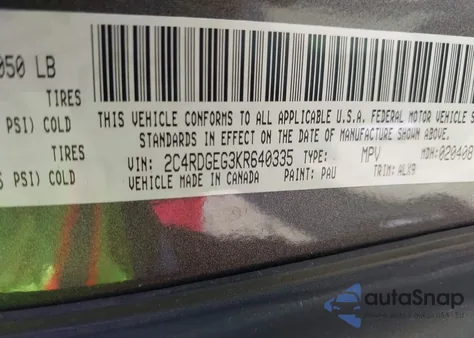 050 LB
TIRES
PSI) COLD
THIS VEHICLE CONFORMS TO ALL APPLICABLE U.S.A. FEDERAL MOTOR VEHICLE S
STANDARDS IN EFFECT ON THE DATE OF MANUFACTURE SHOWN ABOVE.
TIRES
VIN: 2C4RDGEG3KR640335 TYPE: MPV MDH: 020408
PSI) COLD
VEHICLE MADE IN CANADA PAINT: PAU TRIM: ALX9
autoSnap